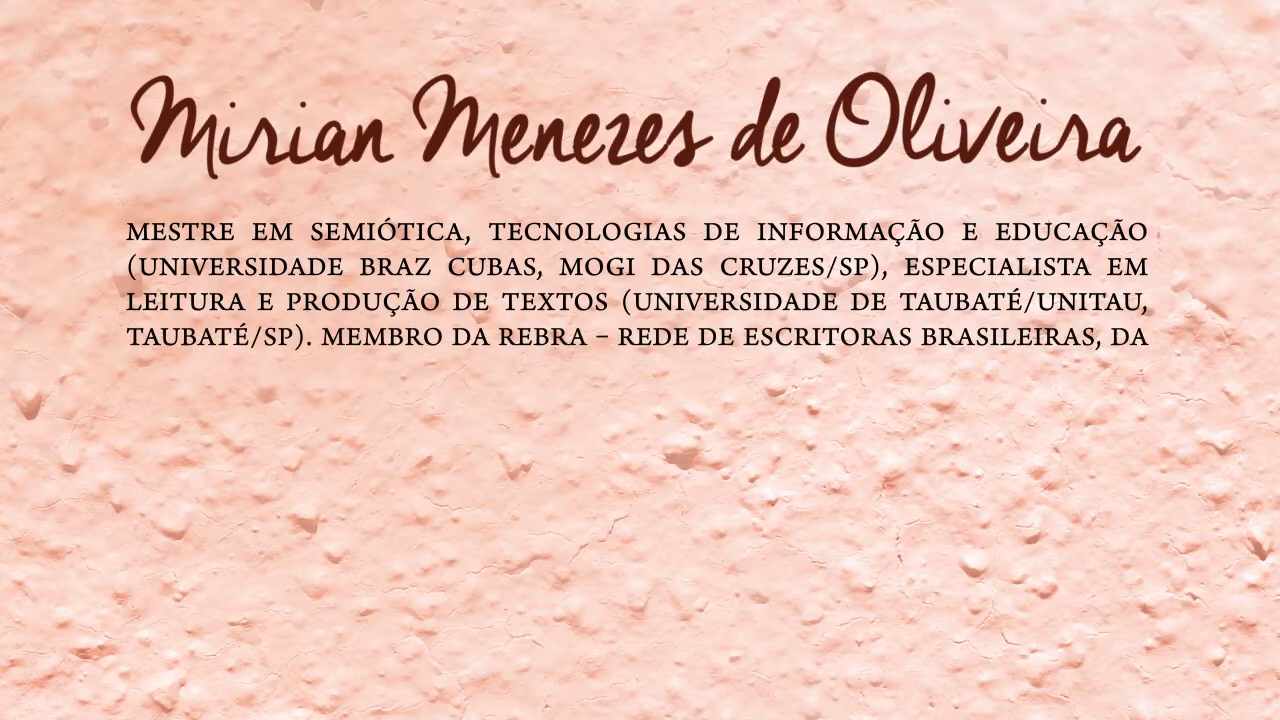 Mirian Menezes de Oliveira
MESTRE EM SEMIÓTICA, TECNOLOGIAS DE INFORMAÇÃO E EDUCAÇÃO
(UNIVERSIDADE BRAZ CUBAS, MOGI DAS CRUZES/SP), ESPECIALISTA EM
LEITURA E PRODUÇÃO DE TEXTOS (UNIVERSIDADE DE TAUBATÉ/UNITAU,
TAUBATÉ/SP). MEMBRO DA REBRA – REDE DE ESCRITORAS BRASILEIRAS, DA